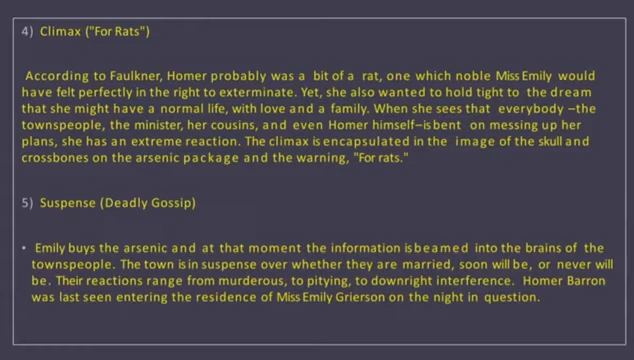 4) Climax ("For Rats")
According to Faulkner, Homer probably was a bit of a rat, one which noble Miss Emily would
have felt perfectly in the right to exterminate. Yet, she also wanted to hold tight to the dream
that she might have a normal life, with love and a family. When she sees that everybody –the
townspeople, the minister, her cousins, and even Homer himself–is bent on messing up her
plans, she has an extreme reaction. The climax is encapsulated in the image of the skull and
crossbones on the arsenic package and the warning, "For rats."
5) Suspense (Deadly Gossip)
• Emily buys the arsenic and at that moment the information is beamed into the brains of the
townspeople. The town is in suspense over whether they are married, soon will be, or never will
be. Their reactions range from murderous, to pitying, to downright interference. Homer Barron
was last seen entering the residence of Miss Emily Grierson on the night in question.